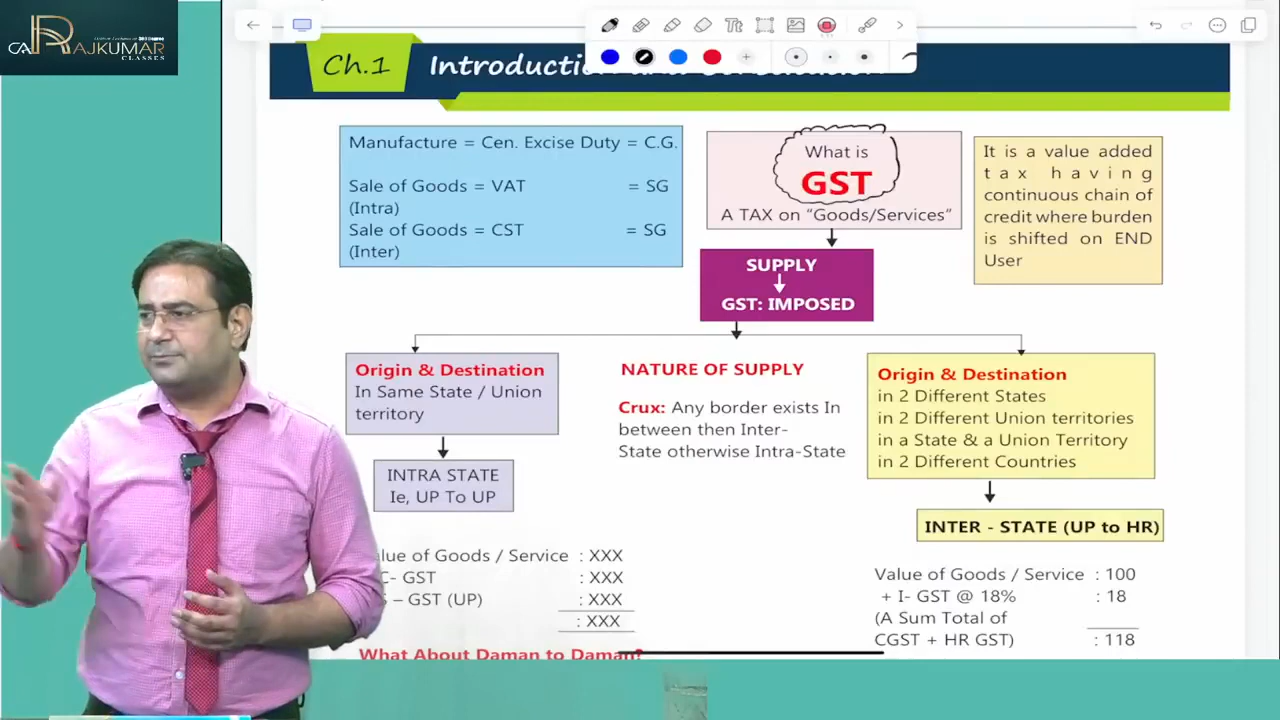 CA RAJKUMAR
CLASSES
Ch.1
Introduction
Manufacture = Cen. Excise Duty = C.G.
Sale of Goods = VAT = SG
(Intra)
Sale of Goods = CST = SG
(Inter)
What is
GST
A TAX on “Goods/Services”
It is a value added
tax having
continuous chain of
credit where burden
is shifted on END
User
SUPPLY
GST: IMPOSED
Origin & Destination
In Same State / Union
territory
INTRA STATE
Ie, UP To UP
NATURE OF SUPPLY
Crux: Any border exists In
between then Inter-
State otherwise Intra-State
Origin & Destination
in 2 Different States
in 2 Different Union territories
in a State & a Union Territory
in 2 Different Countries
INTER - STATE (UP to HR)
lue of Goods / Service : XXX
C- GST : XXX
– GST (UP) : XXX
: XXX
What About Daman to Daman?
Value of Goods / Service : 100
+ I- GST @ 18% : 18
(A Sum Total of
CGST + HR GST) : 118